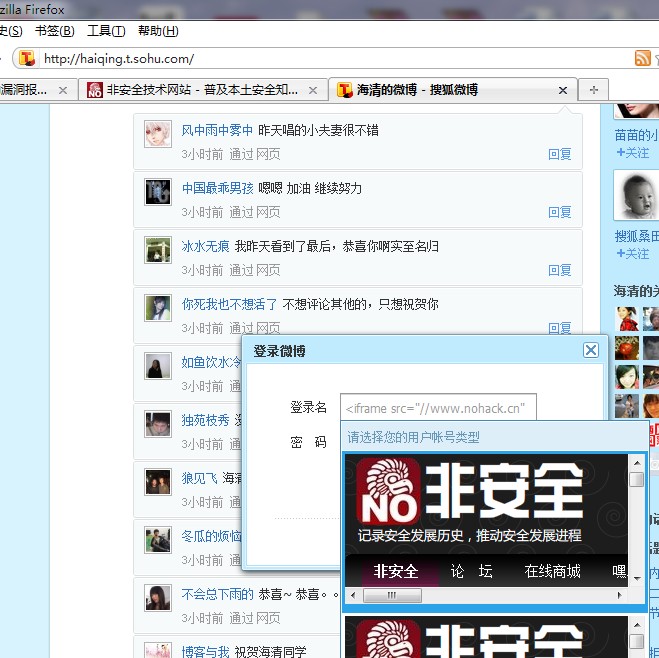 zilla Firefox
史(S) 书签(B) 工具(T) 帮助(H)
http://haiqing.t.sohu.com/
漏洞报... 非安全技术网站 - 普及本土安全知... 海清的微博 - 搜狐微博
风中雨中雾中 昨天唱的小夫妻很不错
3小时前 通过 网页 回复
中国最乖男孩 嗯嗯 加油 继续努力
3小时前 通过 网页 回复
冰水无痕 我昨天看到了最后，恭喜你啊实至名归
3小时前 通过 网页 回复
你死我也不想活了 不想评论其他的，只想祝贺你
3小时前 通过 网页 回复
如鱼饮水冷
3小时前 通
独苑枝秀
3小时前 通
狼见飞 海清
3小时前 通
冬瓜的烦恼
3小时前 通
不会总下雨的 恭喜~ 恭喜。。
3小时前 通过 网页
博客与我 祝贺海清同学
苗苗的小
+关注
搜狐桑田
+关注
海清的关
登录微博
登录名 <iframe src="//www.nohack.cn"
密 码
请选择您的用户帐号类型
NO 非安全
记录安全发展历史，推动安全发展进程
非安全 论 坛 在线商城 嘿